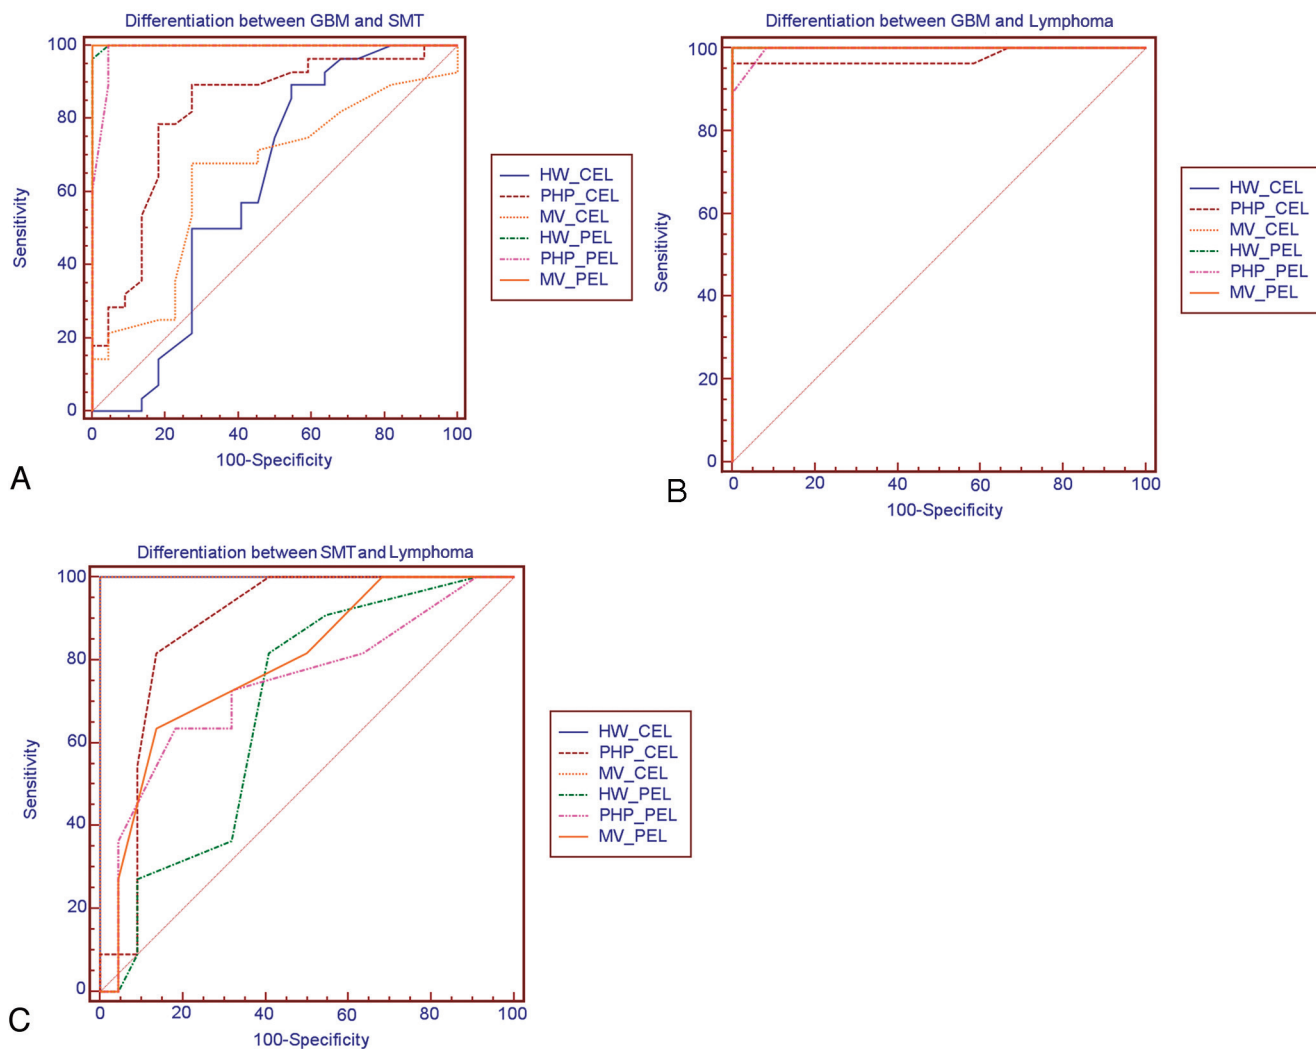 Differentiation between GBM and SMT
100
80
60
40
20
0
Sensitivity
0 20 40 60 80 100
100-Specificity
HW_CEL
PHP_CEL
MV_CEL
HW_PEL
PHP_PEL
MV_PEL
A
Differentiation between GBM and Lymphoma
100
80
60
40
20
0
Sensitivity
0 20 40 60 80 100
100-Specificity
HW_CEL
PHP_CEL
MV_CEL
HW_PEL
PHP_PEL
MV_PEL
B
Differentiation between SMT and Lymphoma
100
80
60
40
20
0
Sensitivity
0 20 40 60 80 100
100-Specificity
HW_CEL
PHP_CEL
MV_CEL
HW_PEL
PHP_PEL
MV_PEL
C